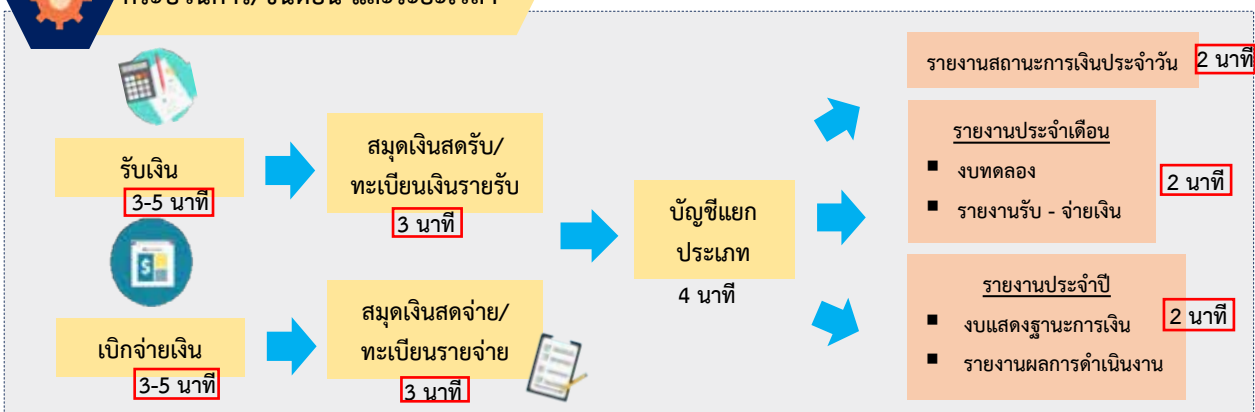 รายงานสถานะการเงินประจำวัน
2 นาที
รับเงิน
3-5 นาที
สมุดเงินสดรับ/
ทะเบียนเงินรายรับ
3 นาที
เบิกจ่ายเงิน
3-5 นาที
สมุดเงินสดจ่าย/
ทะเบียนรายจ่าย
3 นาที
บัญชีแยก
ประเภท
4 นาที
รายงานประจำเดือน
งบทดลอง
รายงานรับ - จ่ายเงิน
2 นาที
รายงานประจำปี
งบแสดงฐานะการเงิน
รายงานผลการดำเนินงาน
2 นาที